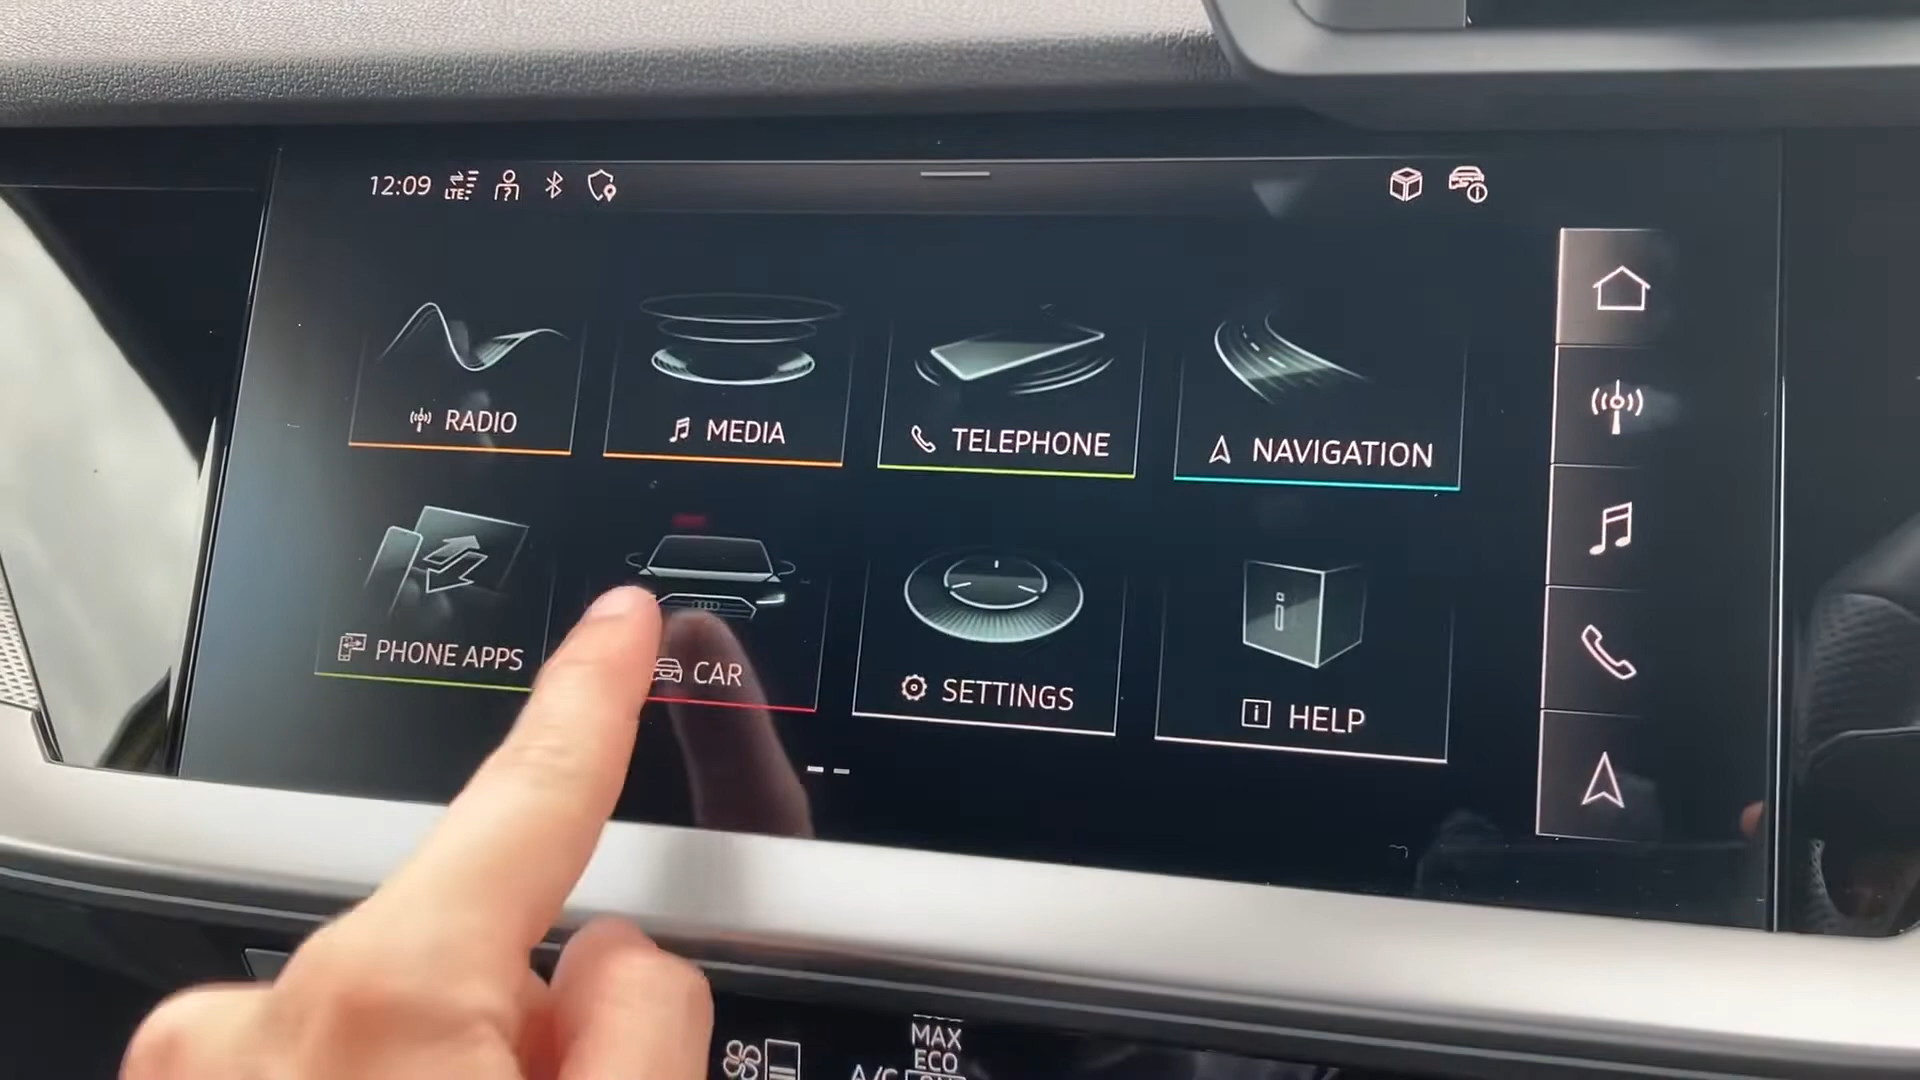 12:09 LTE
RADIO
MEDIA
TELEPHONE
NAVIGATION
PHONE APPS
CAR
SETTINGS
HELP
MAX
ECO
A/C